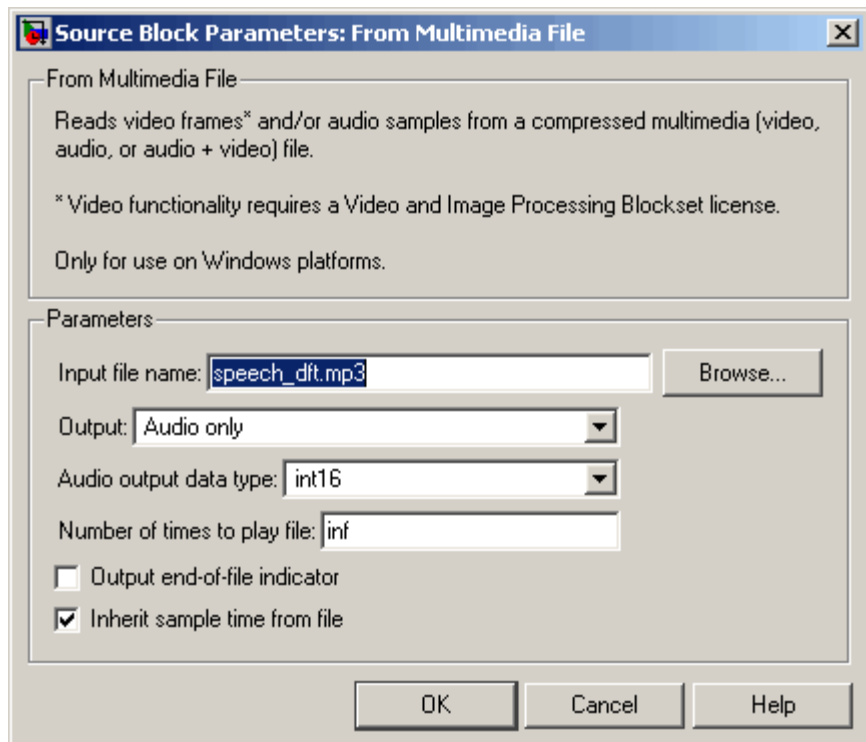 Source Block Parameters: From Multimedia File
From Multimedia File
Reads video frames* and/or audio samples from a compressed multimedia (video,
audio, or audio + video) file.
* Video functionality requires a Video and Image Processing Blockset license.
Only for use on Windows platforms.
Parameters
Input file name: speech_dft.mp3 Browse...
Output: Audio only
Audio output data type: int16
Number of times to play file: inf
Output end-of-file indicator
Inherit sample time from file
OK Cancel Help